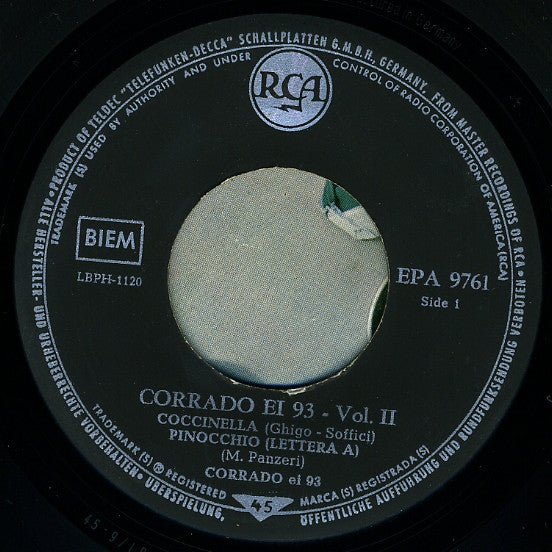 • PRODUCT OF TELDEC "TELEFUNKEN-DECCA" SCHALLPLATTEN G.M.B.H., GERMANY, FROM MASTER RECORDINGS OF RCA •
TRADEMARK (S) USED BY AUTHORITY AND UNDER CONTROL OF RADIO CORPORATION OF AMERICA (RCA)
RCA
BIEM
LBPH-1120
EPA 9761
Side 1
CORRADO EI 93 - Vol. II
COCCINELLA (Ghigo - Soffici)
PINOCCHIO (LETTERA A)
(M. Panzeri)
CORRADO ei 93
TRADEMARK (S) ® REGISTERED
MARCA (S) REGISTRADA (S)
45
ALLE HERSTELLER- UND URHEBERRECHTE VORBEHALTEN • ÜBERSPIELUNG,
ÖFFENTLICHE AUFFÜHRUNG UND RUNDFUNKSENDUNG VERBOTEN